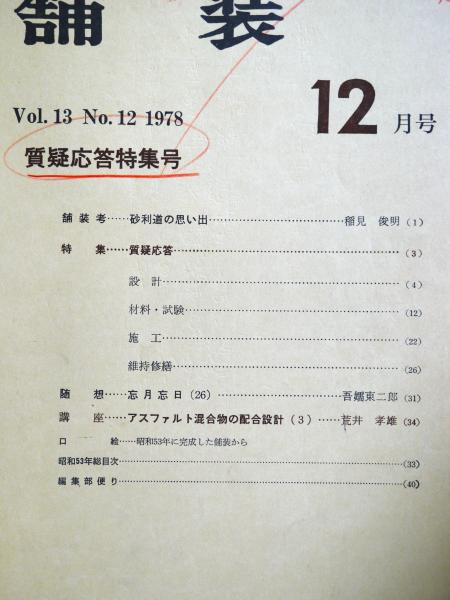 舗装
12月号
Vol. 13 No. 12 1978
質疑応答特集号
舗装考……砂利道の思い出……………………………稲見 俊明 (1)
特集……質疑応答……………………………………………(3)
設計……………………………………………(4)
材料・試験……………………………………………(12)
施工……………………………………………(22)
維持修繕……………………………………………(26)
随想……忘月忘日 (26)……………………………吾嬬東二郎 (31)
講座……アスファルト混合物の配合設計 (3)……荒井 孝雄 (34)
口絵……昭和53年に完成した舗装から
昭和53年総目次……………………………………………(33)
編集部便り……………………………………………(40)